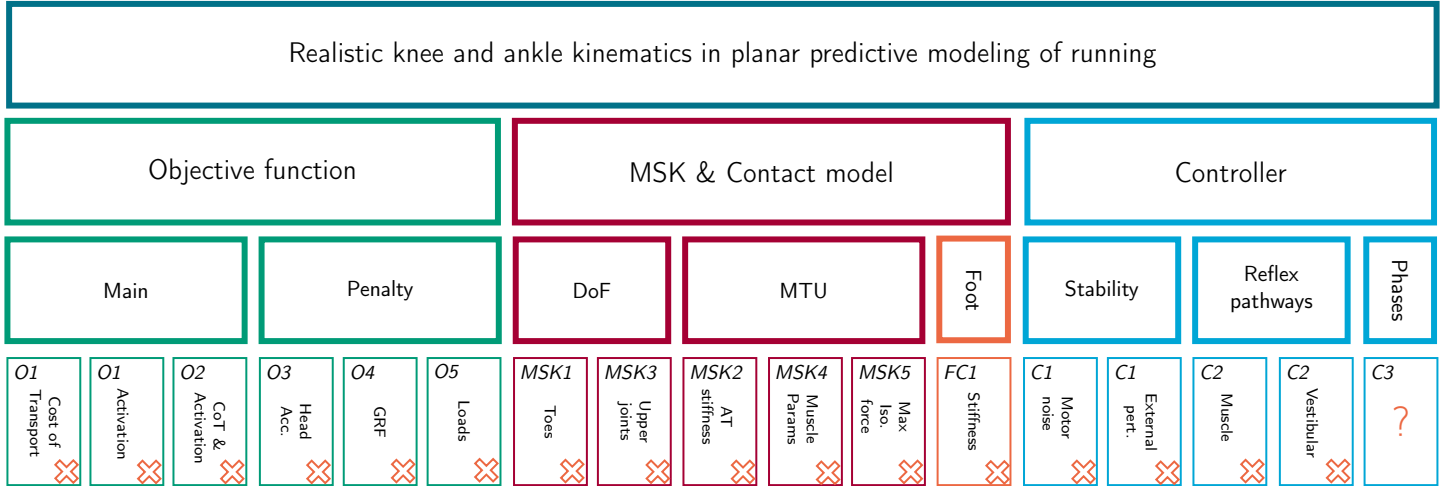 Realistic knee and ankle kinematics in planar predictive modeling of running
Objective function
MSK & Contact model
Controller
Main
Penalty
DoF
MTU
Foot
Stability
Reflex
pathways
Phases
O1
Cost of
Transport
O1
Activation
O2
CoT &
Activation
O3
Head
Acc.
O4
GRF
O5
Loads
MSK1
Toes
MSK3
Upper
joints
MSK2
AT
stiffness
MSK4
Muscle
Params
MSK5
Max
Iso.
force
FC1
Stiffness
C1
Motor
noise
C1
External
pert.
C2
Muscle
C2
Vestibular
C3
?